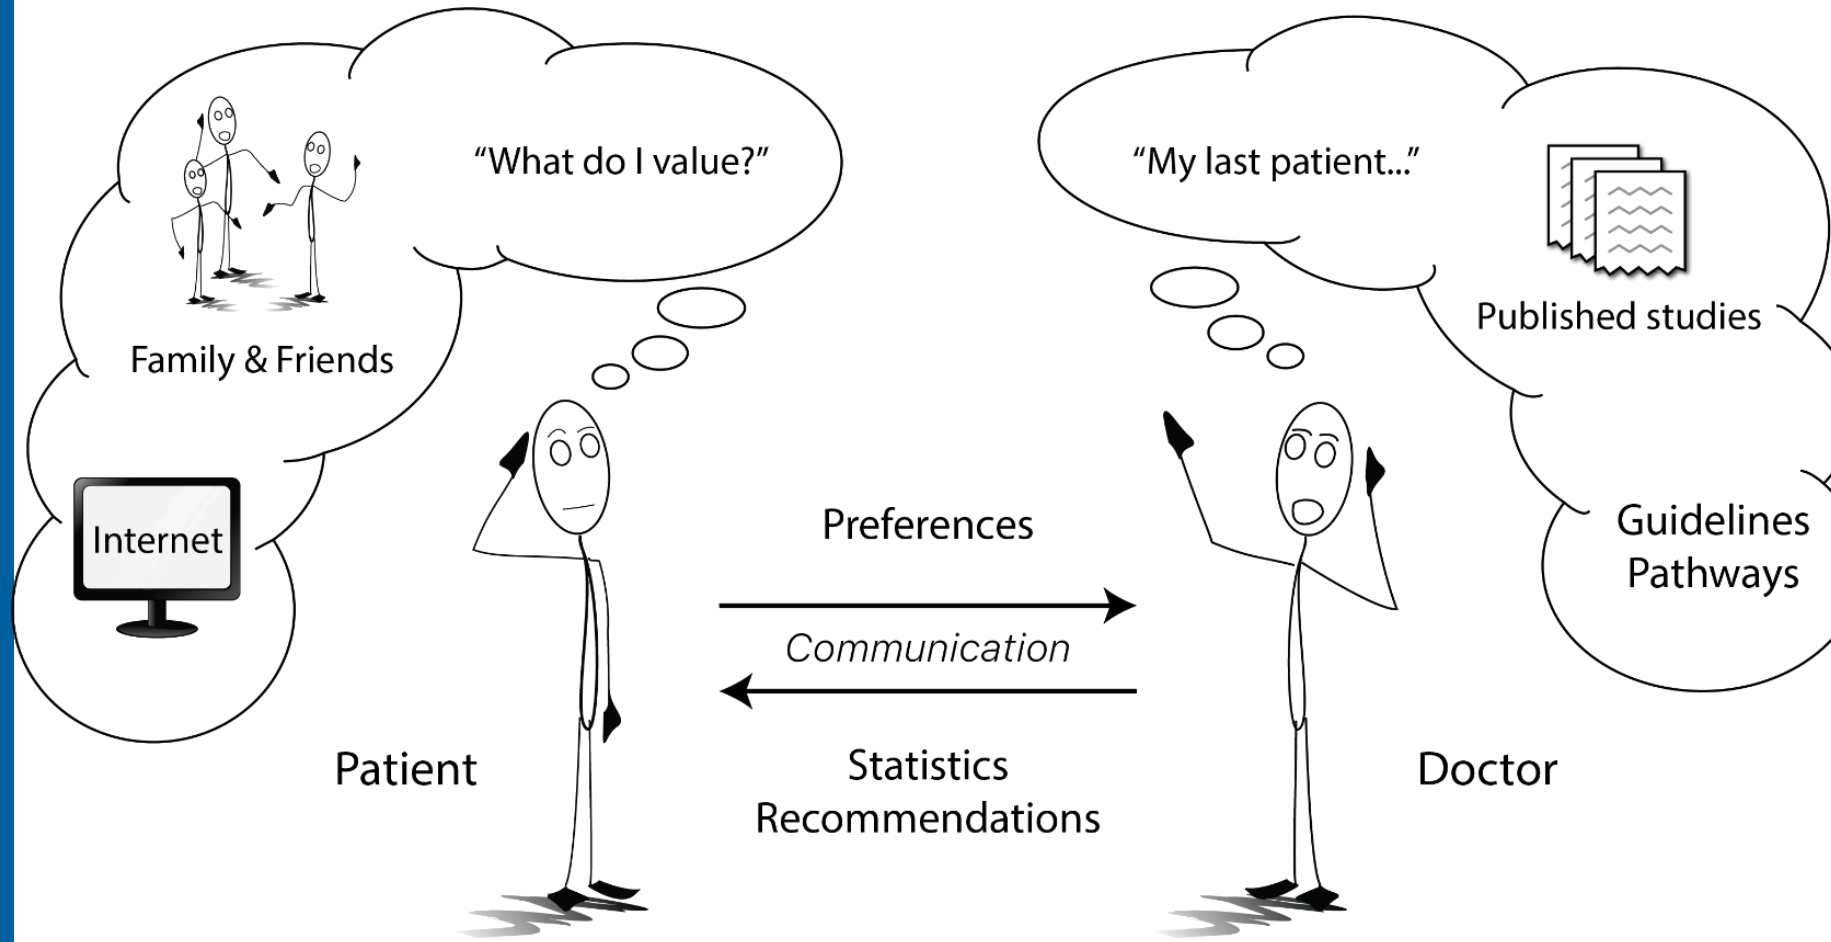 “What do I value?”
Family & Friends
Internet
Patient
Preferences
Communication
Statistics
Recommendations
“My last patient...”
Published studies
Guidelines
Pathways
Doctor